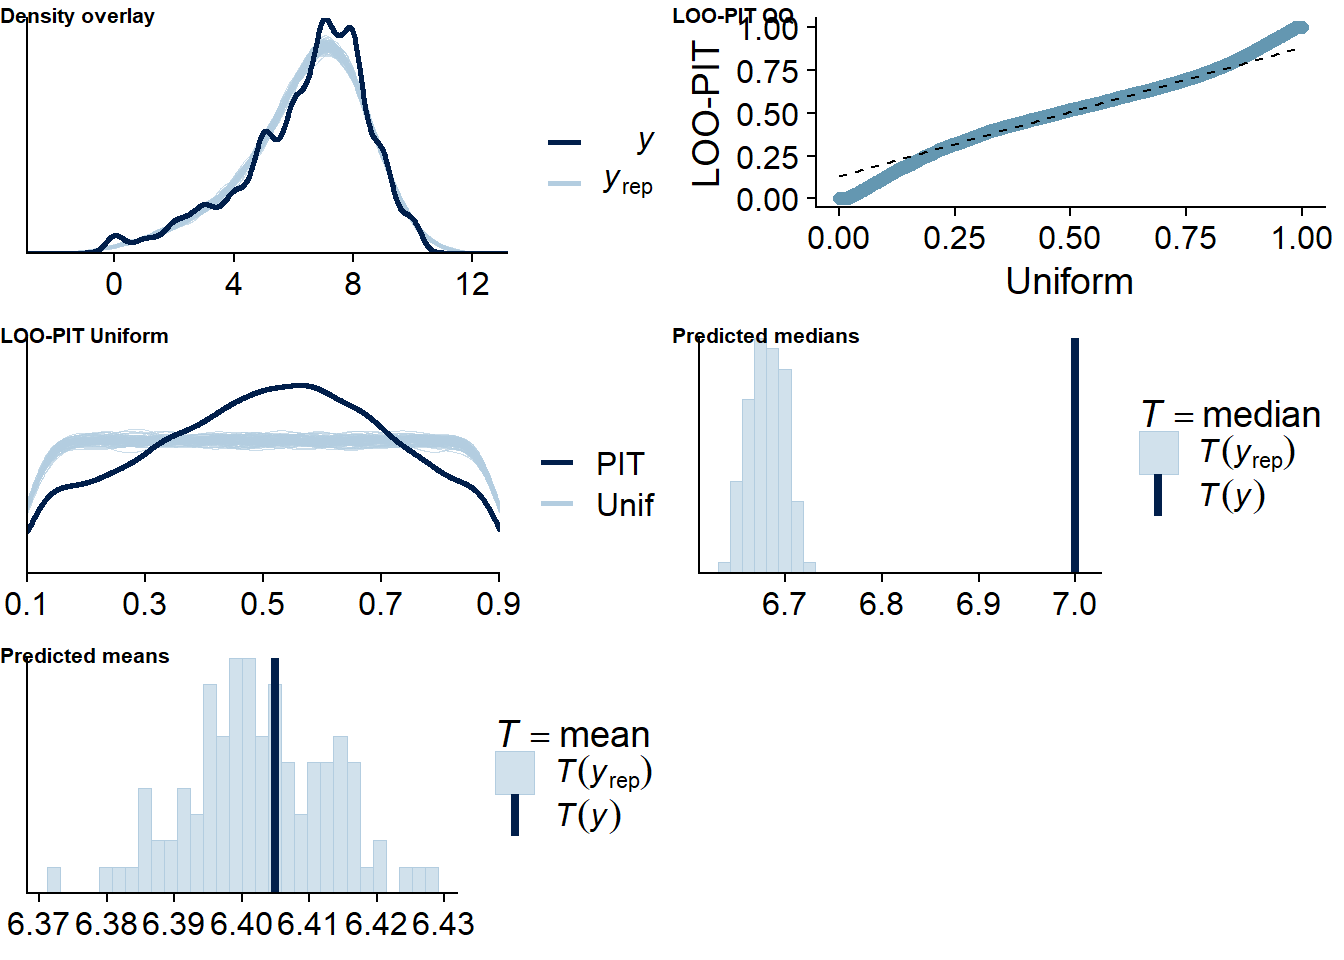 Density overlay
y
y rep
0 4 8 12
LOO-PIT QQ
LOO-PIT
1.00
0.75
0.50
0.25
0.00
0.00 0.25 0.50 0.75 1.00
Uniform
LOO-PIT Uniform
PIT
Unif
0.1 0.3 0.5 0.7 0.9
Predicted medians
T = median
T(y rep)
T(y)
6.7 6.8 6.9 7.0
Predicted means
T = mean
T(y rep)
T(y)
6.37 6.38 6.39 6.40 6.41 6.42 6.43